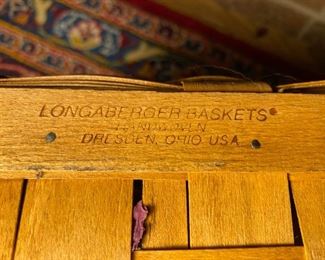 LONGABERGER BASKETS®
HANDWOVEN
DRESDEN, OHIO USA